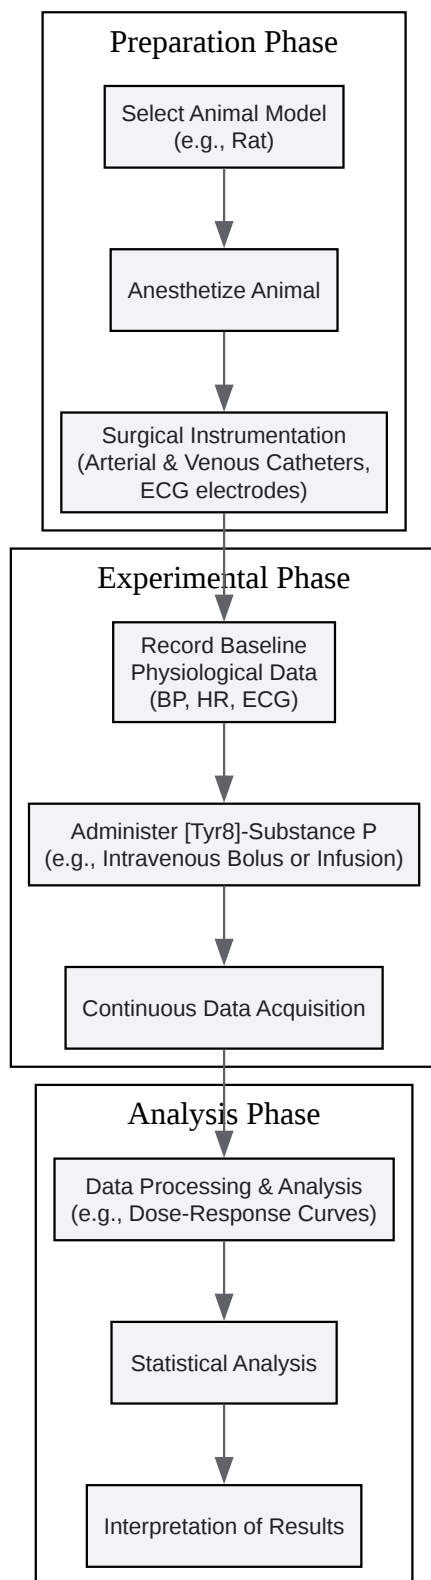 Preparation Phase
Select Animal Model
(e.g., Rat)
Anesthetize Animal
Surgical Instrumentation
(Arterial & Venous Catheters,
ECG electrodes)
Experimental Phase
Record Baseline
Physiological Data
(BP, HR, ECG)
Administer [Tyr8]-Substance P
(e.g., Intravenous Bolus or Infusion)
Continuous Data Acquisition
Analysis Phase
Data Processing & Analysis
(e.g., Dose-Response Curves)
Statistical Analysis
Interpretation of Results